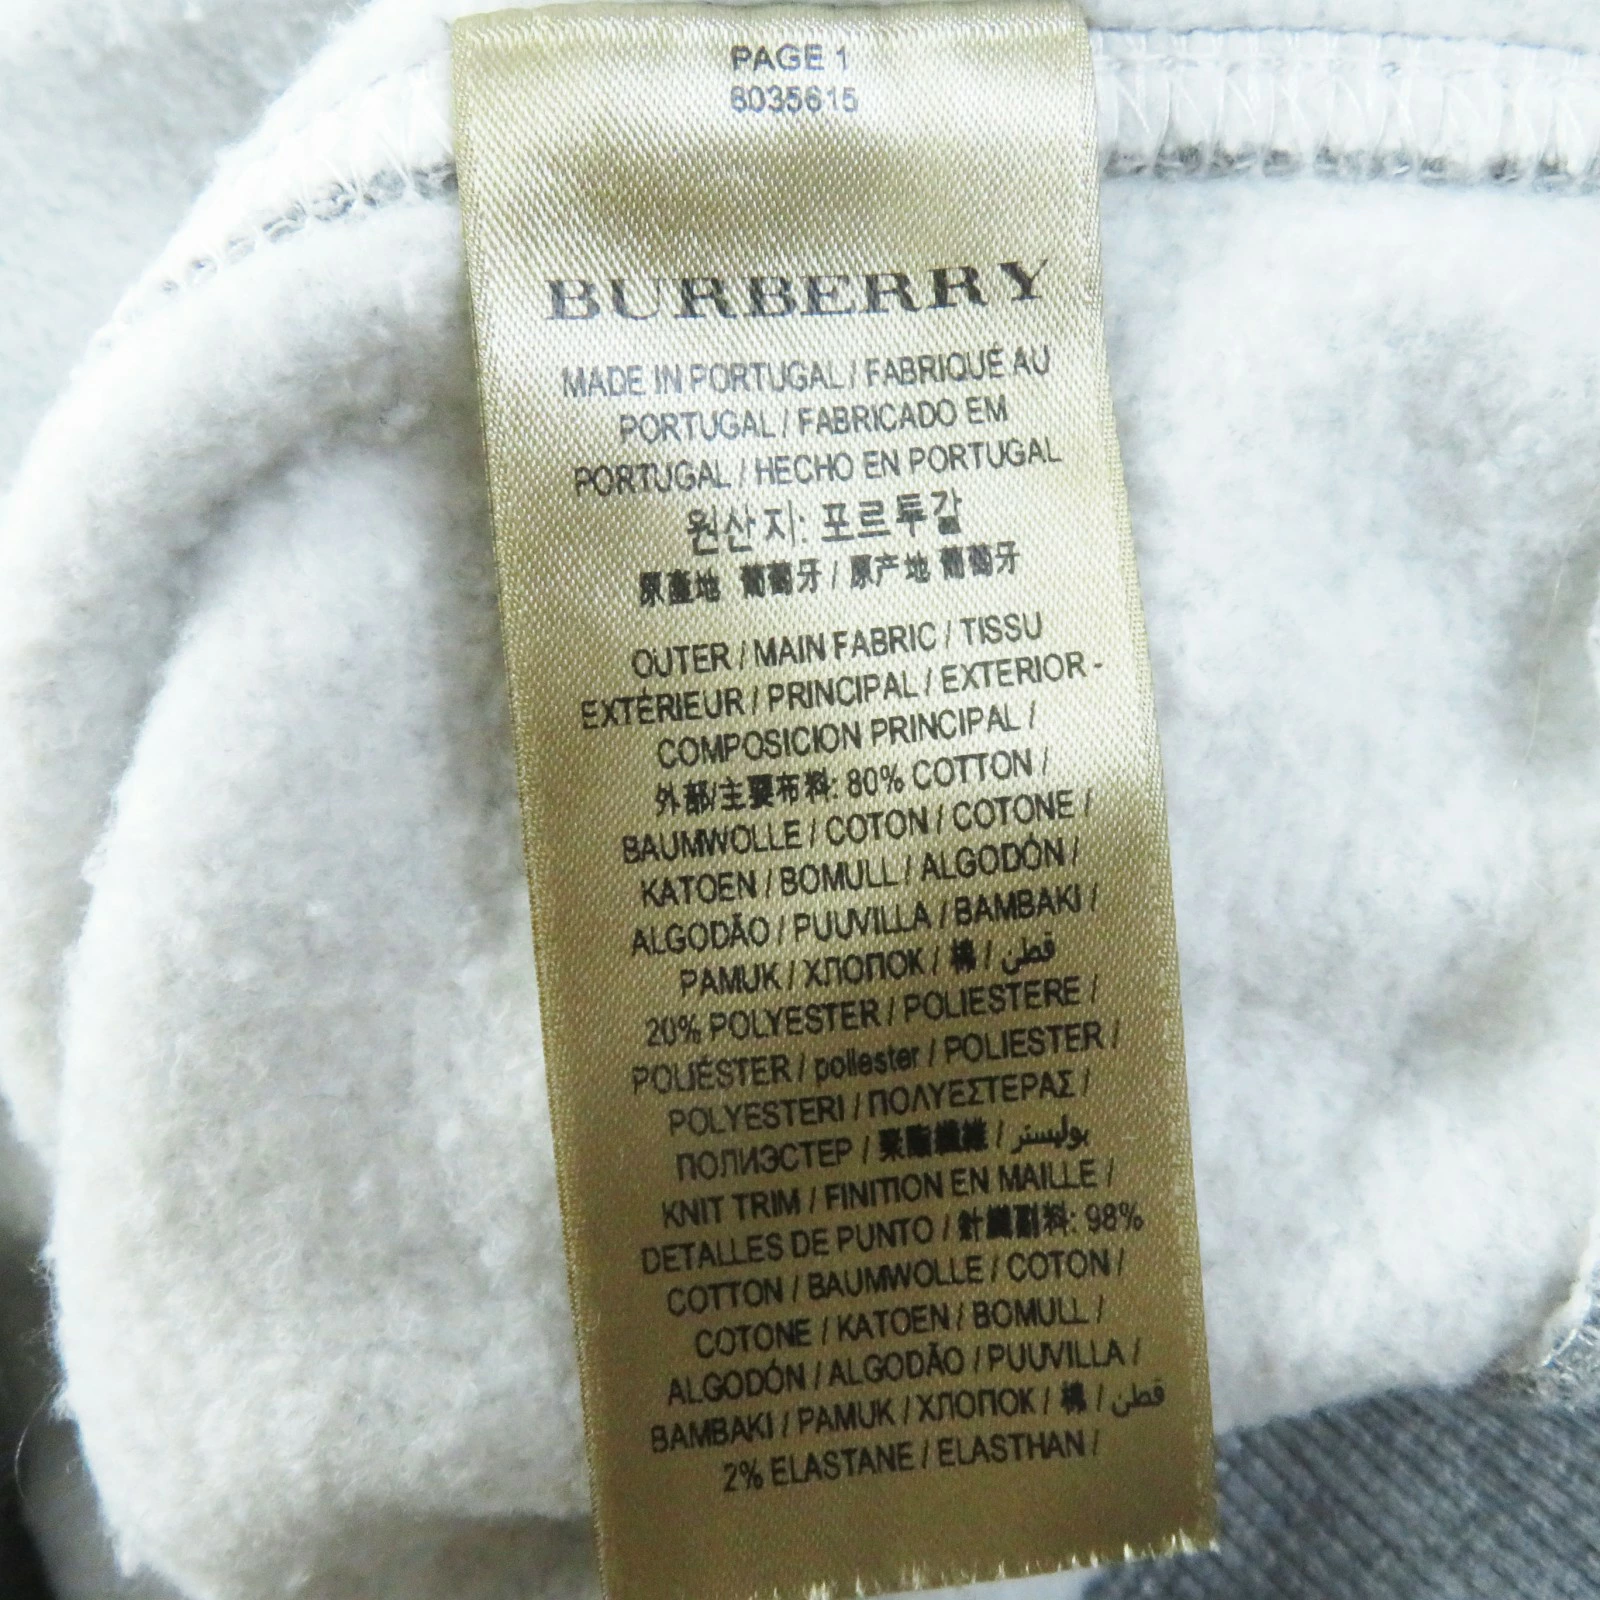 PAGE 1
8035615
BURBERRY
MADE IN PORTUGAL / FABRIQUÉ AU
PORTUGAL / FABRICADO EM
PORTUGAL / HECHO EN PORTUGAL
원산지: 포르투갈
原產地 葡萄牙 / 原产地 葡萄牙
OUTER / MAIN FABRIC / TISSU
EXTÉRIEUR / PRINCIPAL / EXTERIOR -
COMPOSICION PRINCIPAL /
外部/主要布料: 80% COTTON /
BAUMWOLLE / COTON / COTONE /
KATOEN / BOMULL / ALGODÓN /
ALGODÃO / PUUVILLA / BAMBAKI /
PAMUK / ХЛОПОК / 棉 / قطن
20% POLYESTER / POLIESTERE /
POLIÉSTER / poliester / POLIESTER /
POLYESTERI / ΠΟΛΥΕΣΤΕΡΑΣ /
ПОЛИЭСТЕР / 聚酯纖維 / بوليستر
KNIT TRIM / FINITION EN MAILLE /
DETALLES DE PUNTO / 針織副料: 98%
COTTON / BAUMWOLLE / COTON /
COTONE / KATOEN / BOMULL /
ALGODÓN / ALGODÃO / PUUVILLA /
BAMBAKI / PAMUK / ХЛОПОК / 棉 / قطن
2% ELASTANE / ELASTHAN /